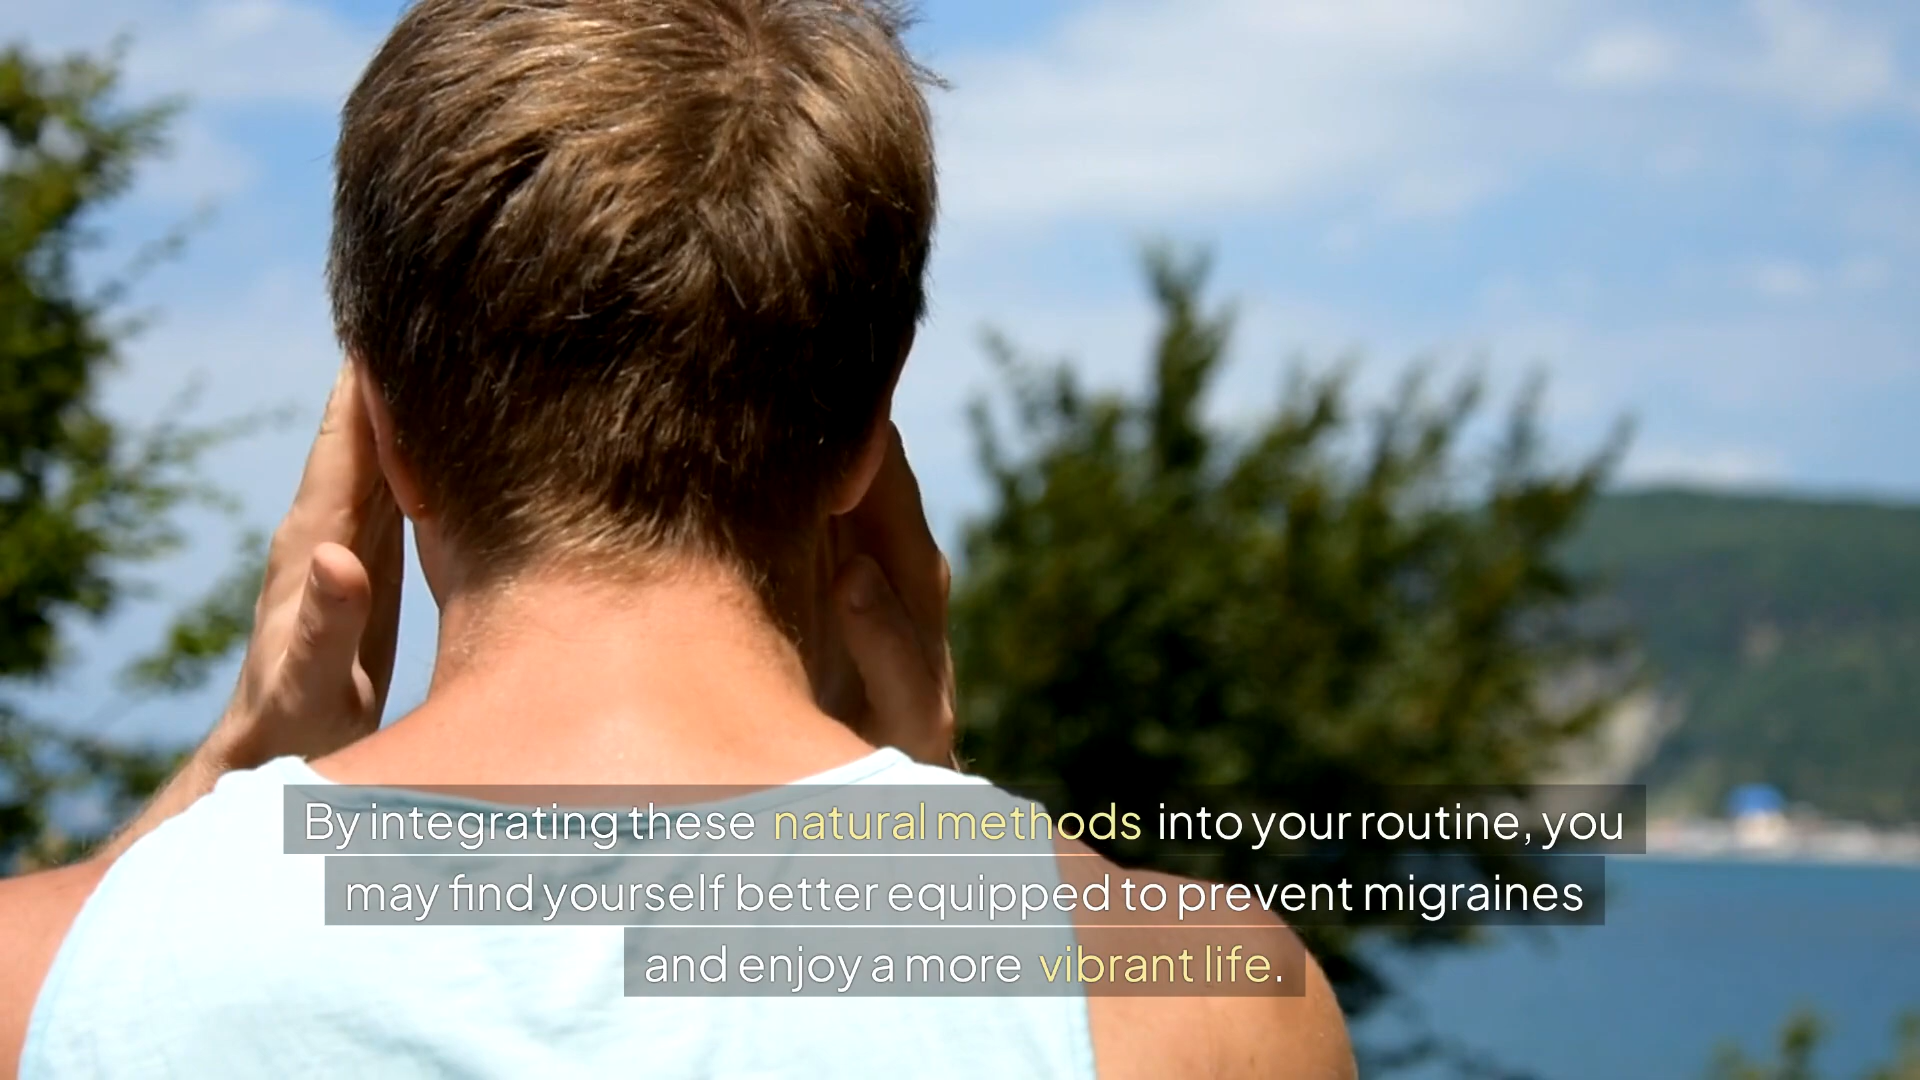 By integrating these natural methods into your routine, you
may find yourself better equipped to prevent migraines
and enjoy a more vibrant life.